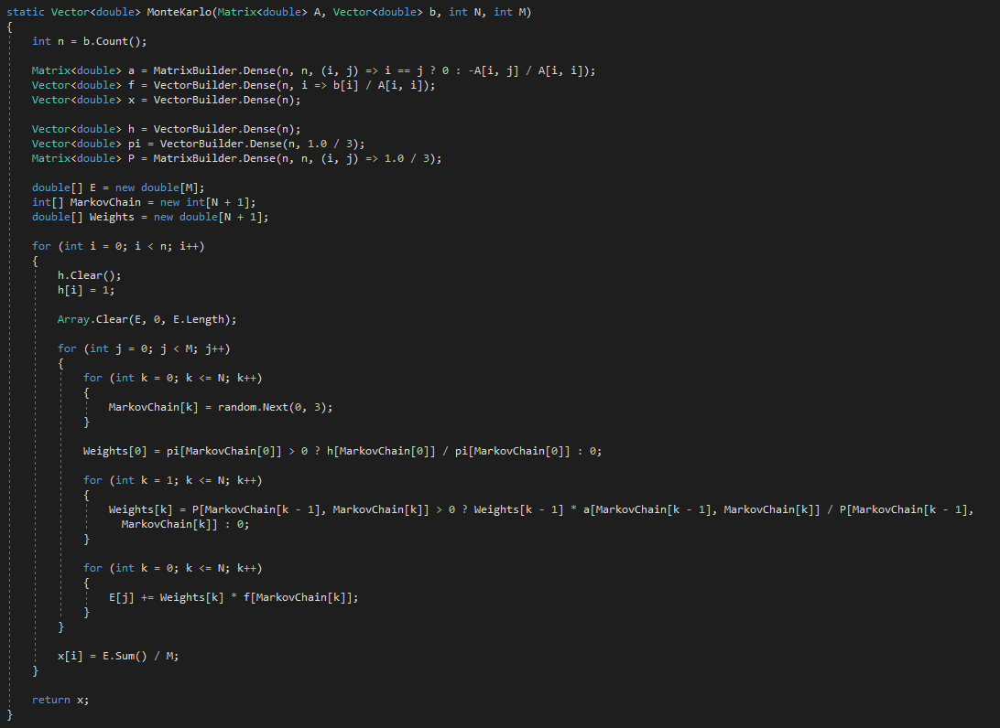 static Vector<double> MonteKarlo(Matrix<double> A, Vector<double> b, int N, int M)
{
    int n = b.Count();

    Matrix<double> a = MatrixBuilder.Dense(n, n, (i, j) => i == j ? 0 : -A[i, j] / A[i, i]);
    Vector<double> f = VectorBuilder.Dense(n, i => b[i] / A[i, i]);
    Vector<double> x = VectorBuilder.Dense(n);

    Vector<double> h = VectorBuilder.Dense(n);
    Vector<double> pi = VectorBuilder.Dense(n, 1.0 / 3);
    Matrix<double> P = MatrixBuilder.Dense(n, n, (i, j) => 1.0 / 3);

    double[] E = new double[M];
    int[] MarkovChain = new int[N + 1];
    double[] Weights = new double[N + 1];

    for (int i = 0; i < n; i++)
    {
        h.Clear();
        h[i] = 1;

        Array.Clear(E, 0, E.Length);

        for (int j = 0; j < M; j++)
        {
            for (int k = 0; k <= N; k++)
            {
                MarkovChain[k] = random.Next(0, 3);
            }

            Weights[0] = pi[MarkovChain[0]] > 0 ? h[MarkovChain[0]] / pi[MarkovChain[0]] : 0;

            for (int k = 1; k <= N; k++)
            {
                Weights[k] = P[MarkovChain[k - 1], MarkovChain[k]] > 0 ? Weights[k - 1] * a[MarkovChain[k - 1], MarkovChain[k]] / P[MarkovChain[k - 1],
                  MarkovChain[k]] : 0;
            }

            for (int k = 0; k <= N; k++)
            {
                E[j] += Weights[k] * f[MarkovChain[k]];
            }
        }

        x[i] = E.Sum() / M;
    }

    return x;
}